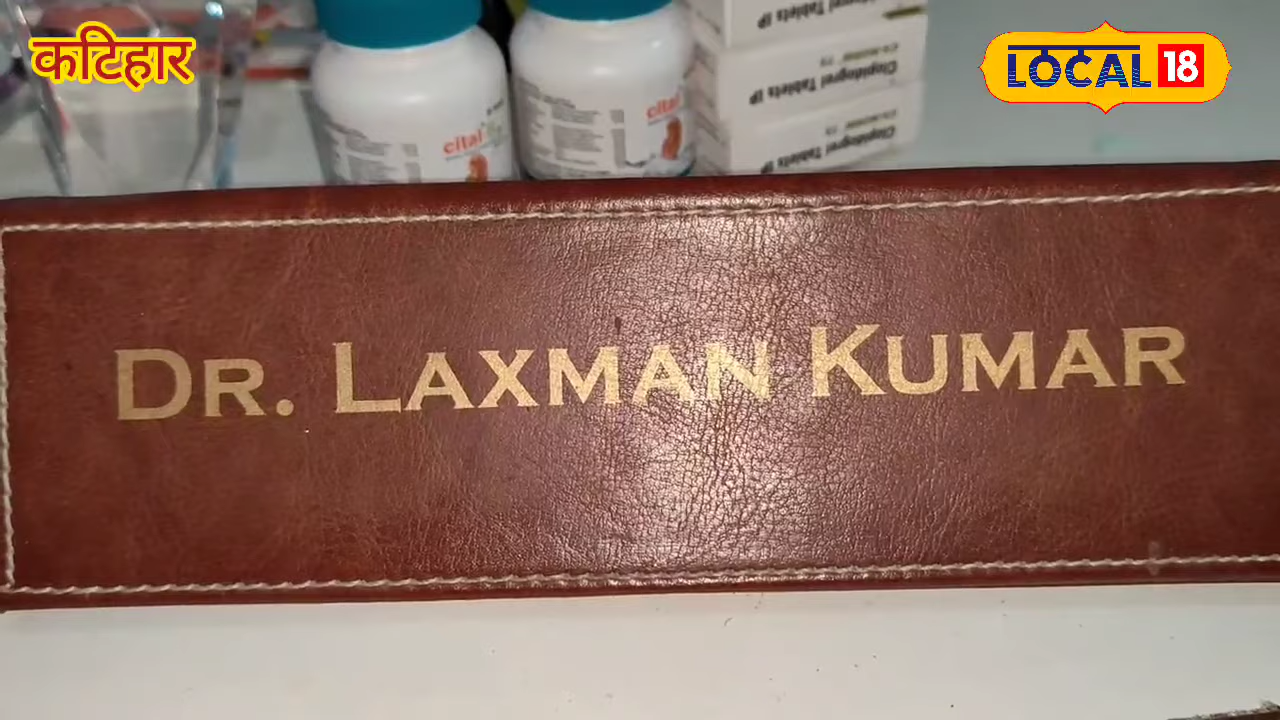 कटिहार
LOCAL 18
cital
cital
Clopidogrel Tablets IP
Clopidogrel Tablets IP
DR. LAXMAN KUMAR